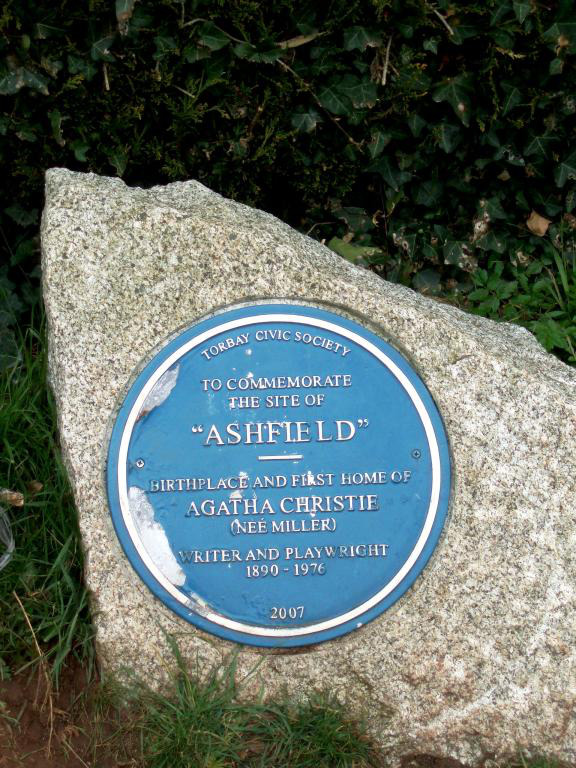 TORBAY CIVIC SOCIETY
TO COMMEMORATE
THE SITE OF
"ASHFIELD"
BIRTHPLACE AND FIRST HOME OF
AGATHA CHRISTIE
(NEÉ MILLER)
WRITER AND PLAYWRIGHT
1890 - 1976
2007